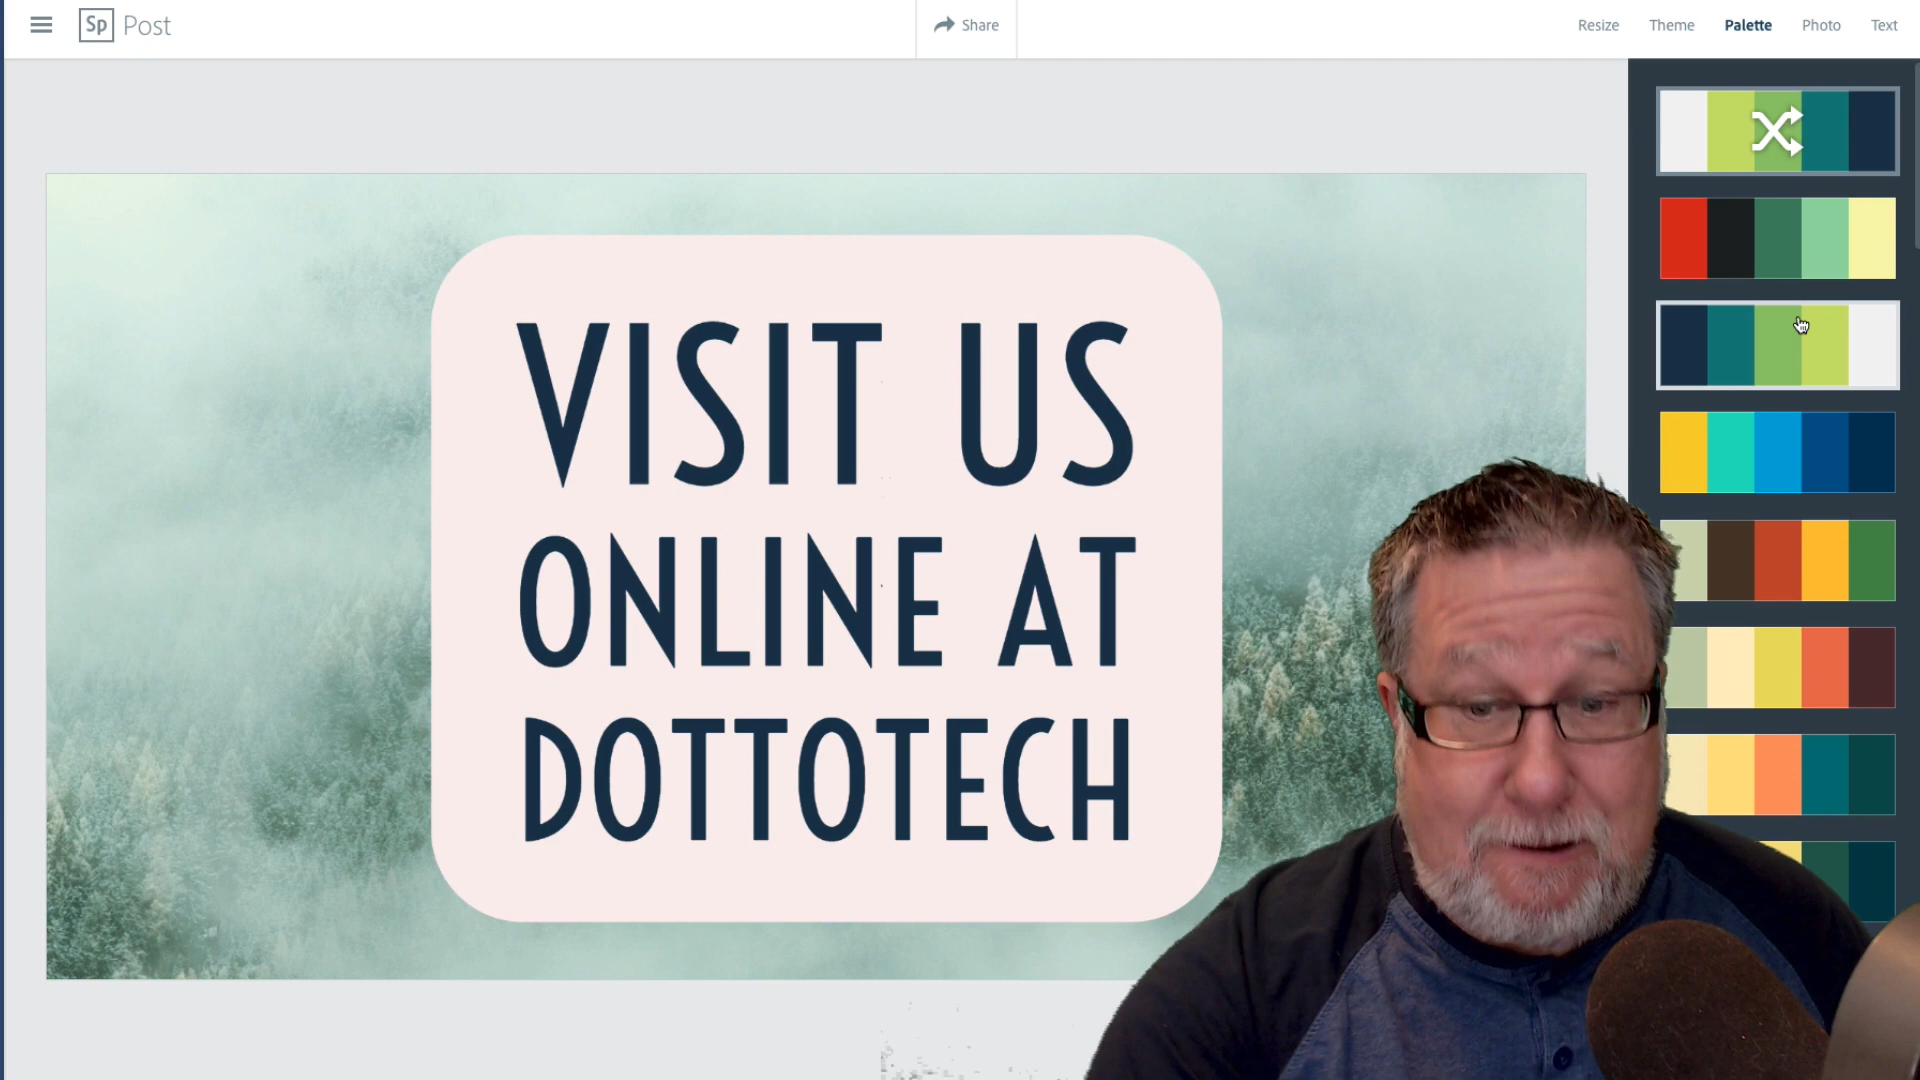 Sp Post
Share
Resize Theme Palette Photo Text
VISIT US
ONLINE AT
DOTTOTECH